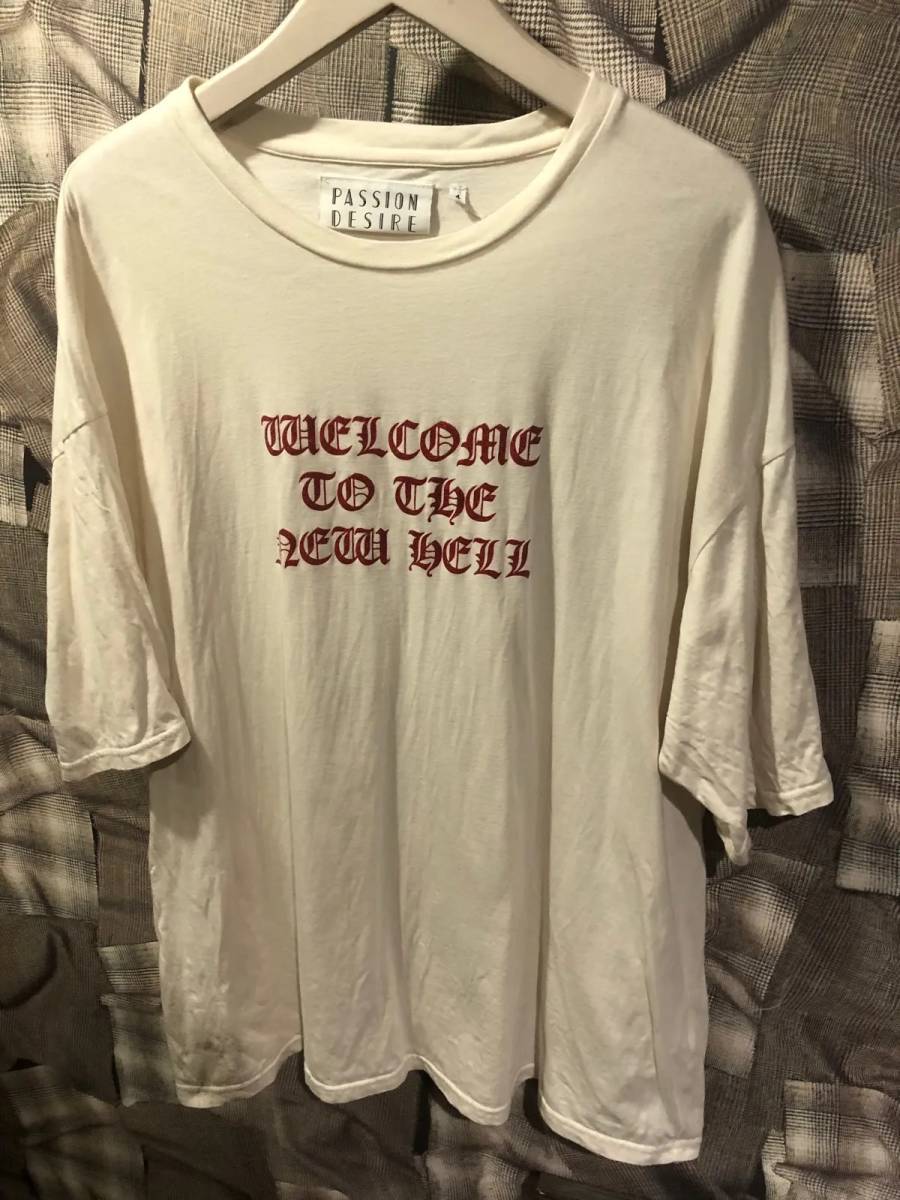 PASSION
DESIRE
WELCOME
TO THE
NEW HELL